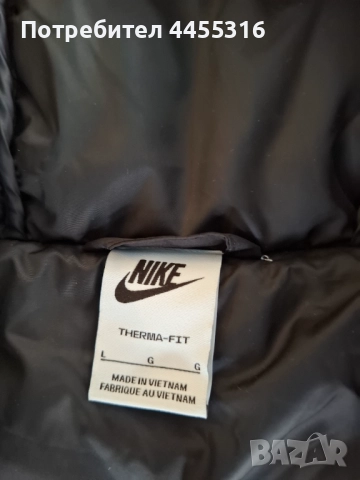 Потребител 4455316
NIKE
THERMA-FIT
L G G
MADE IN VIETNAM
FABRIQUE AU VIETNAM
BAZAR